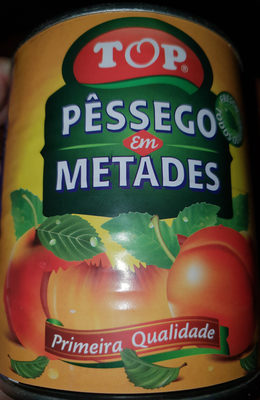 TOP®
PÊSSEGO
Em
METADES
Primeira Qualidade